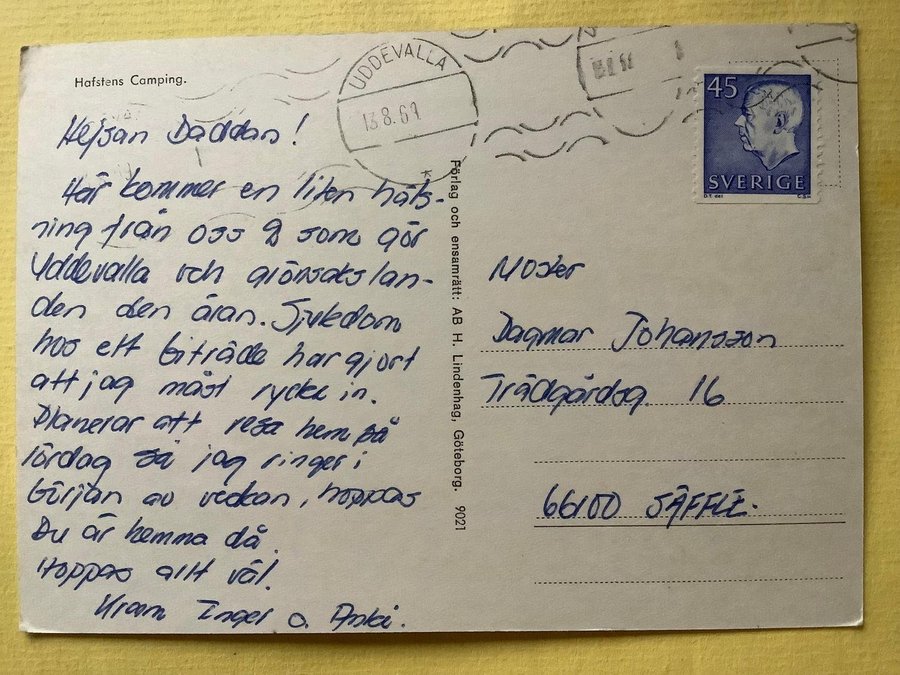 Hafstens Camping.
UDDEVALLA
13.8.69
45
SVERIGE
Hejsan Daddan!
Här kommer en liten häls-
ning från oss 2 som gör
Uddevalla och grönsakslan-
den den äran. Sjukdom
hos ett biträde har gjort
att jag måst rycka in.
Planerar att resa hem på
lördag så jag ringer i
början av veckan, hoppas
Du är hemma då.
Hoppas allt väl.
Kram Inger o. Anki.
Förlag och ensamrätt: AB H. Lindenhag, Göteborg. 9021
Moster
Dagmar Johansson
Trädgårdsg. 16
66100 SÄFFLE.